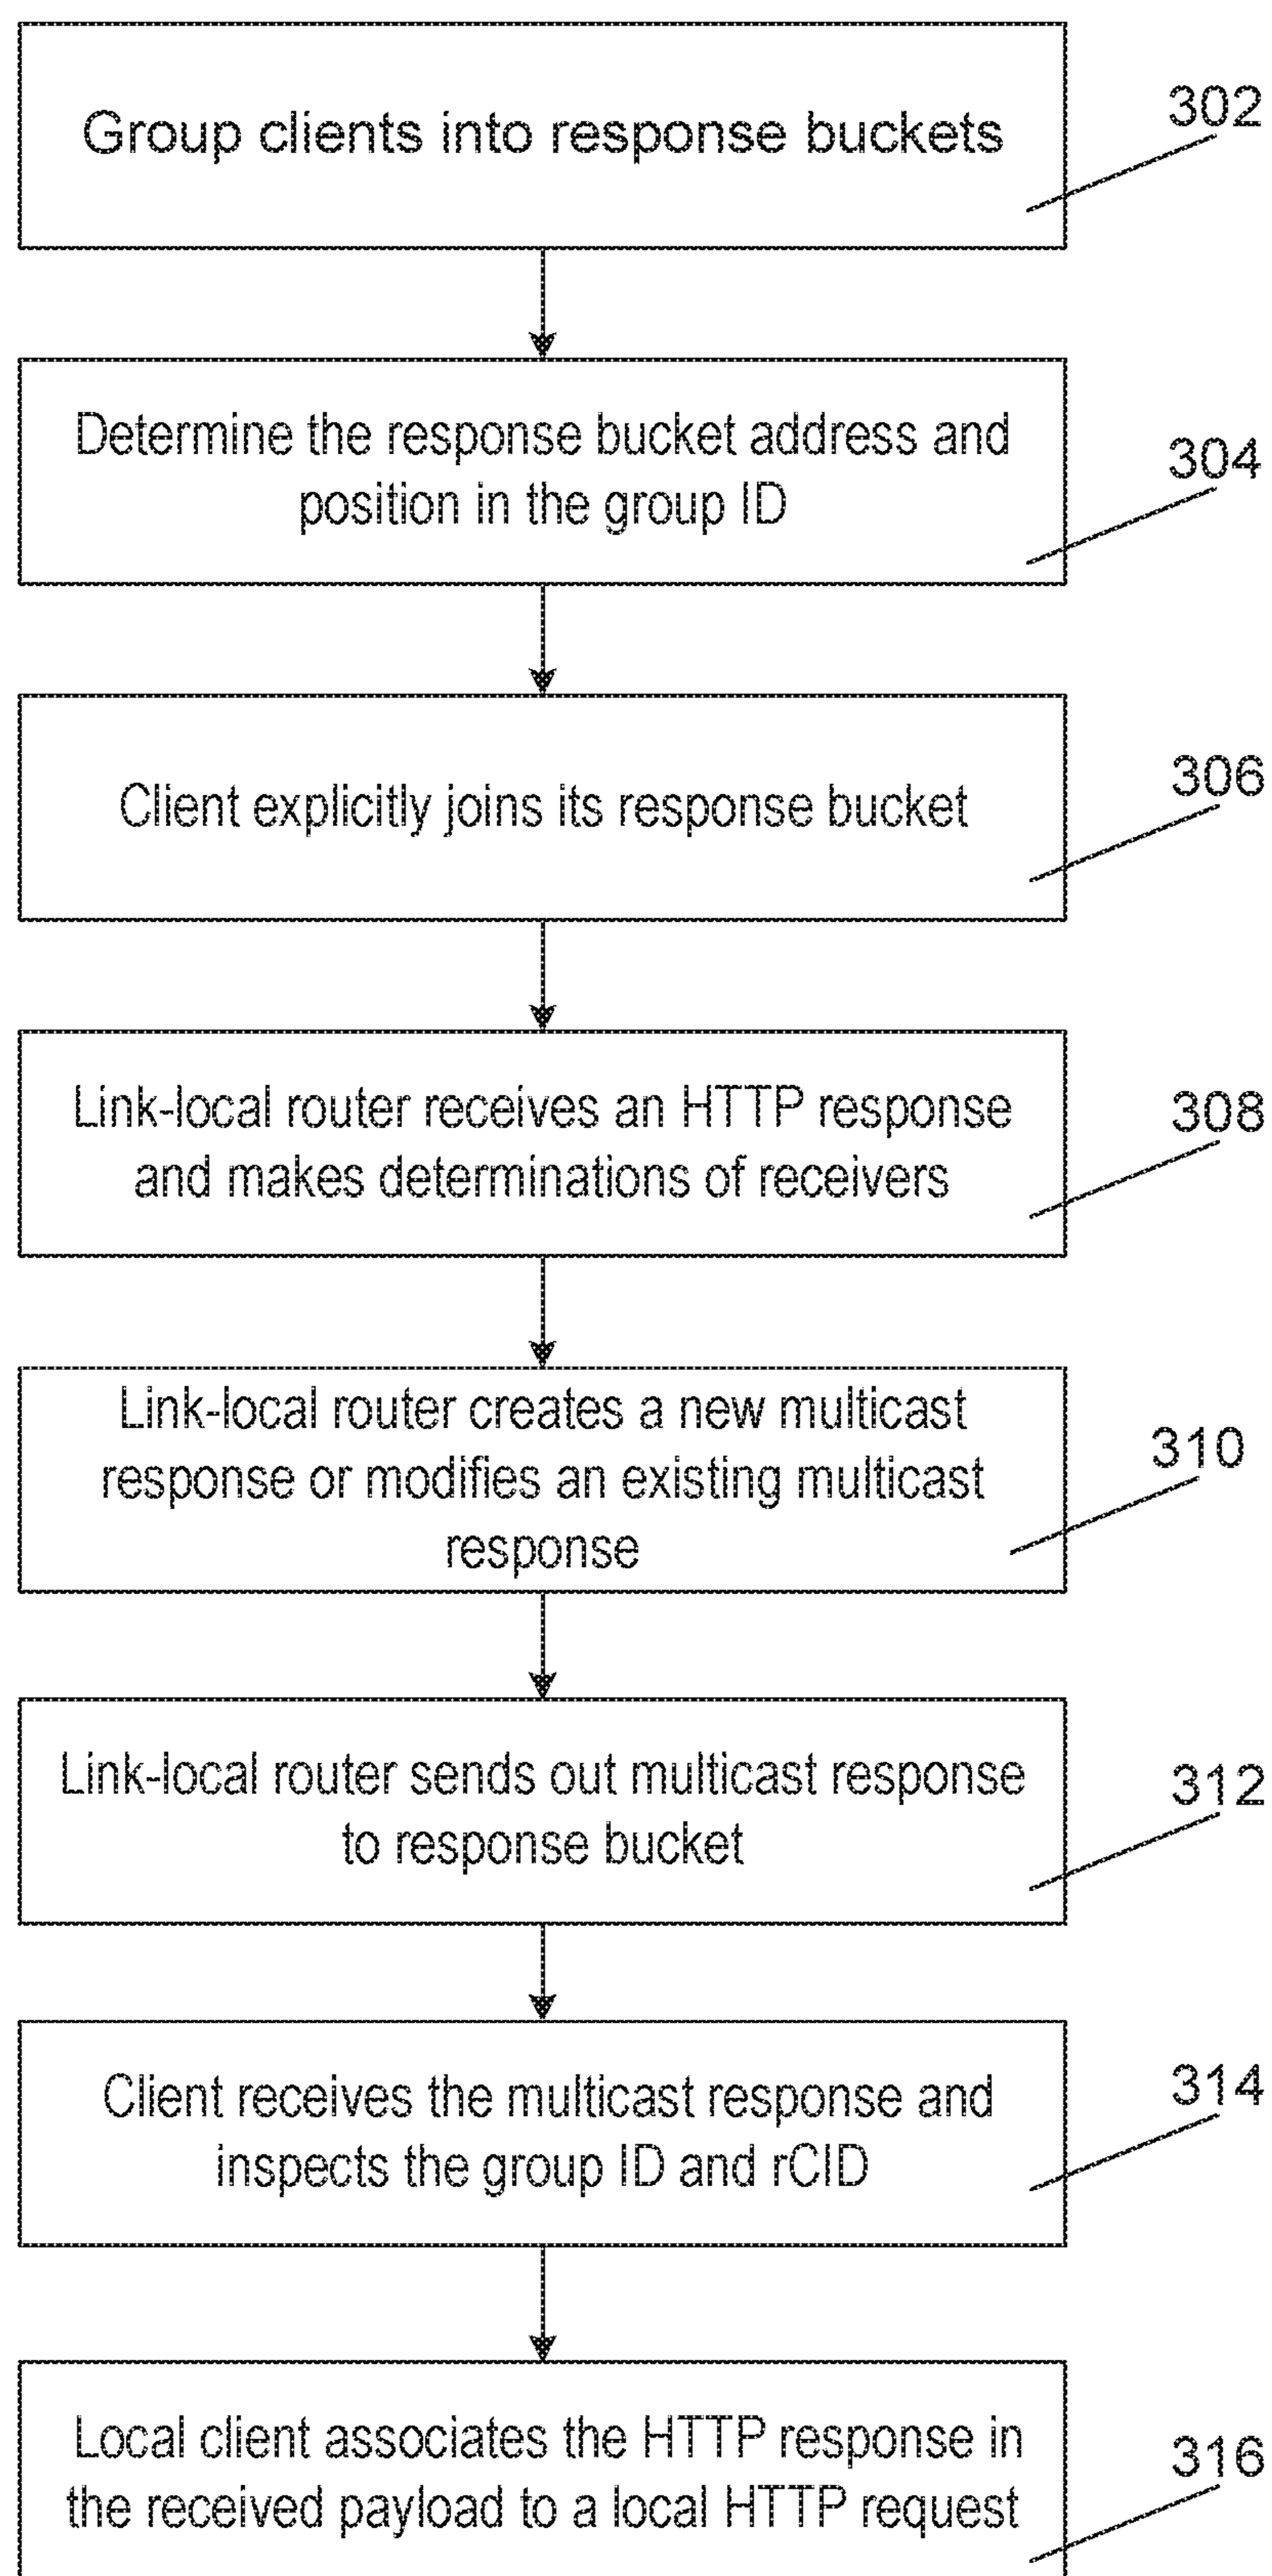 Group clients into response buckets
302
Determine the response bucket address and
position in the group ID
304
Client explicitly joins its response bucket
306
Link-local router receives an HTTP response
and makes determinations of receivers
308
Link-local router creates a new multicast
response or modifies an existing multicast
response
310
Link-local router sends out multicast response
to response bucket
312
Client receives the multicast response and
inspects the group ID and rCID
314
Local client associates the HTTP response in
the received payload to a local HTTP request
316